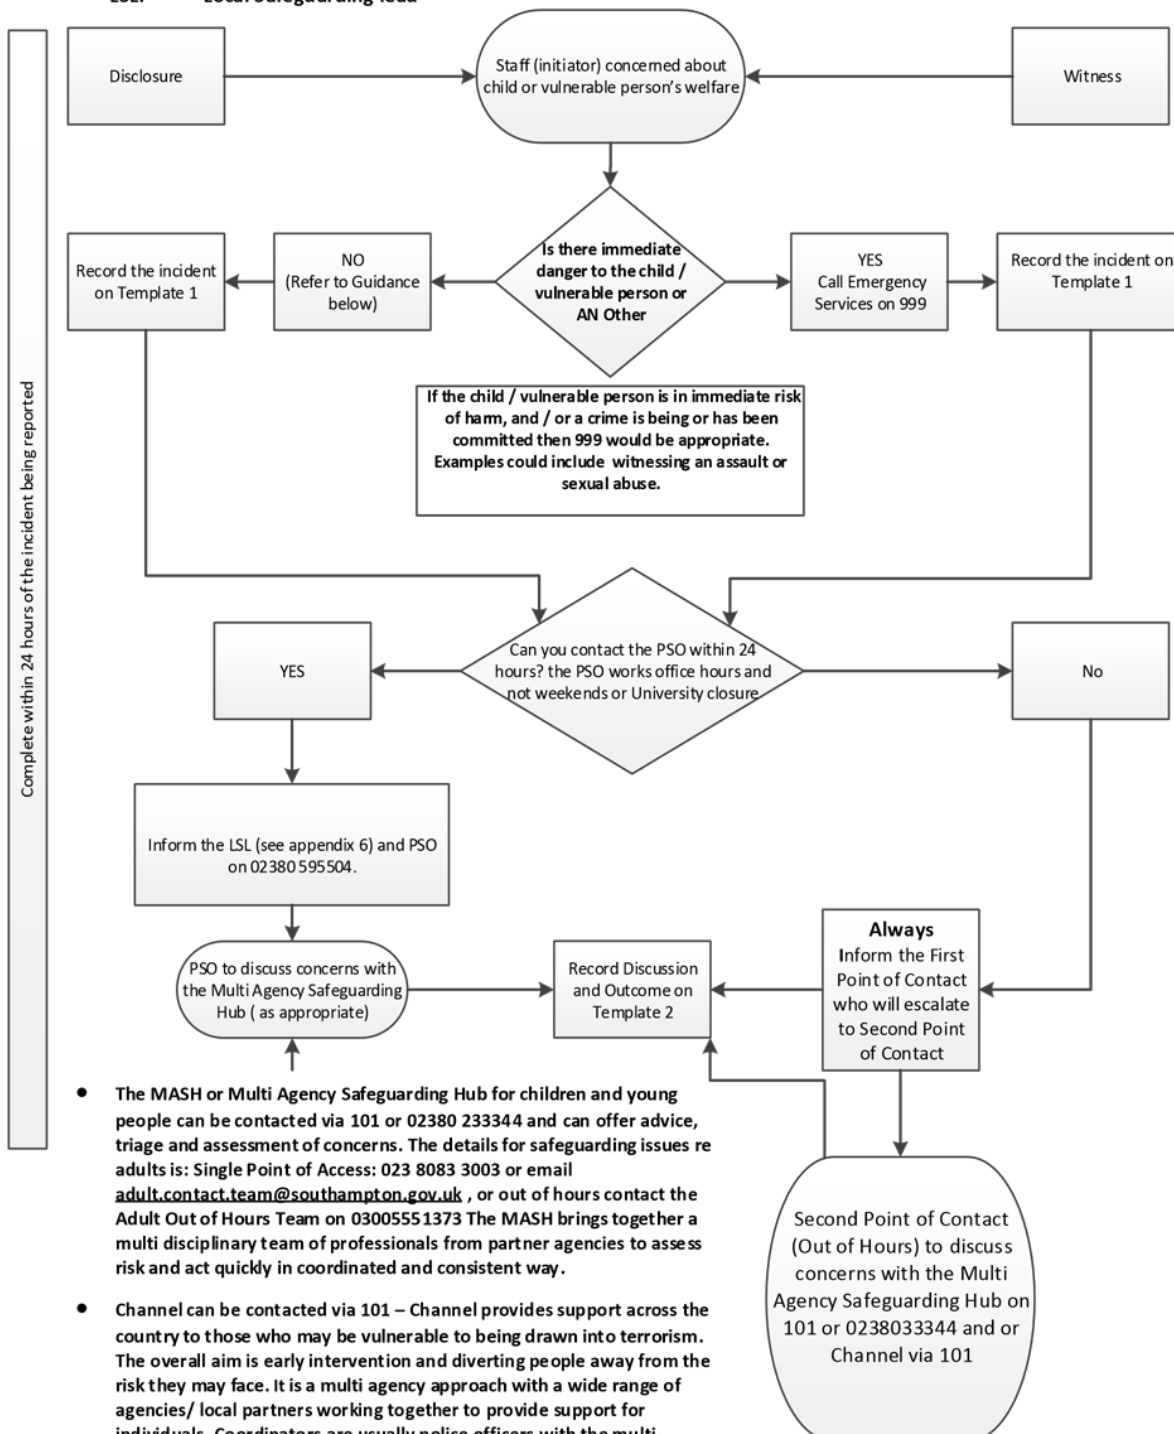 LSL: Local Safeguarding lead
Disclosure
Staff (initiator) concerned about
child or vulnerable person's welfare
Witness
Record the incident
on Template 1
NO
(Refer to Guidance
below)
Is there immediate
danger to the child /
vulnerable person or
AN Other
YES
Call Emergency
Services on 999
Record the incident on
Template 1
If the child / vulnerable person is in immediate risk
of harm, and / or a crime is being or has been
committed then 999 would be appropriate.
Examples could include witnessing an assault or
sexual abuse.
Complete within 24 hours of the incident being reported
YES
Can you contact the PSO within 24
hours? the PSO works office hours and
not weekends or University closure
No
Inform the LSL (see appendix 6) and PSO
on 02380 595504.
PSO to discuss concerns with
the Multi Agency Safeguarding
Hub ( as appropriate)
Record Discussion
and Outcome on
Template 2
Always
Inform the First
Point of Contact
who will escalate
to Second Point
of Contact
• The MASH or Multi Agency Safeguarding Hub for children and young
people can be contacted via 101 or 02380 233344 and can offer advice,
triage and assessment of concerns. The details for safeguarding issues re
adults is: Single Point of Access: 023 8083 3003 or email
adult.contact.team@southampton.gov.uk , or out of hours contact the
Adult Out of Hours Team on 03005551373 The MASH brings together a
multi disciplinary team of professionals from partner agencies to assess
risk and act quickly in coordinated and consistent way.
• Channel can be contacted via 101 – Channel provides support across the
country to those who may be vulnerable to being drawn into terrorism.
The overall aim is early intervention and diverting people away from the
risk they may face. It is a multi agency approach with a wide range of
agencies/ local partners working together to provide support for
individuals. Coordinators are usually police officers with the multi-
Second Point of Contact
(Out of Hours) to discuss
concerns with the Multi
Agency Safeguarding Hub on
101 or 0238033344 and or
Channel via 101